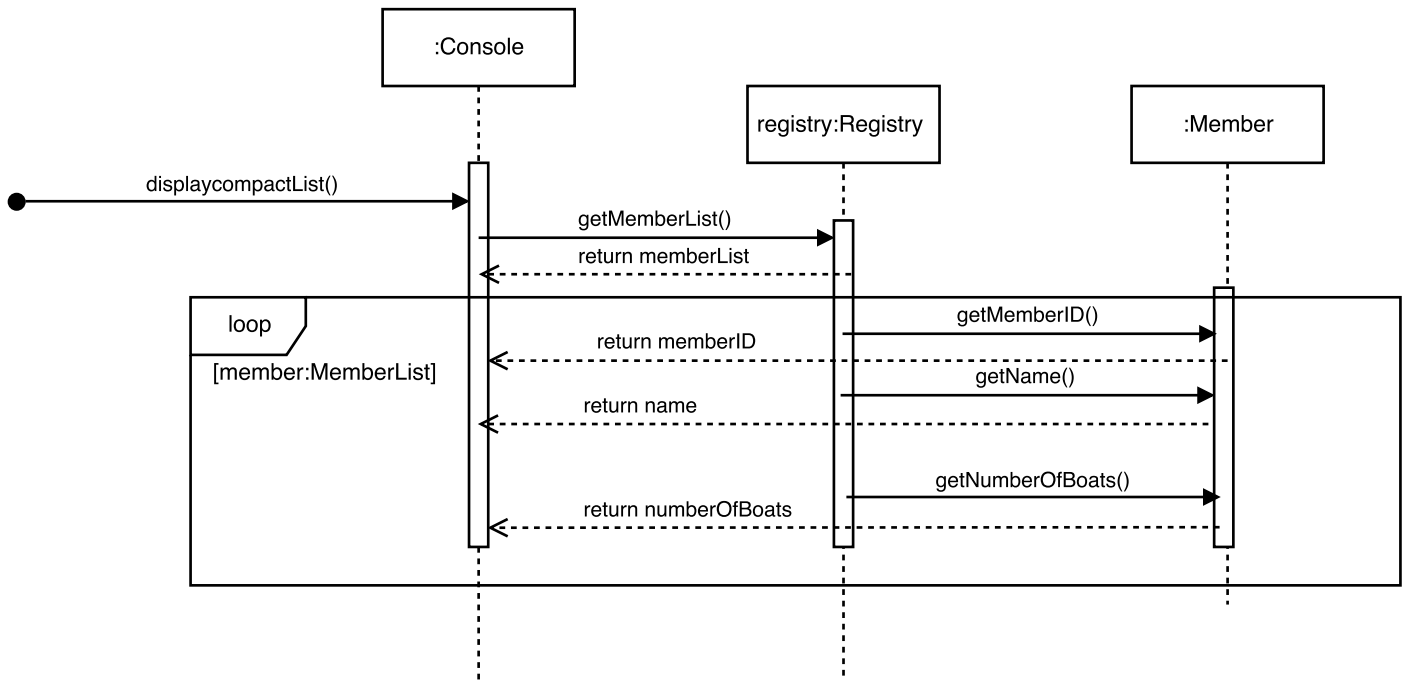 :Console
registry:Registry
:Member
displaycompactList()
getMemberList()
return memberList
loop
getMemberID()
return memberID
[member:MemberList]
getName()
return name
getNumberOfBoats()
return numberOfBoats